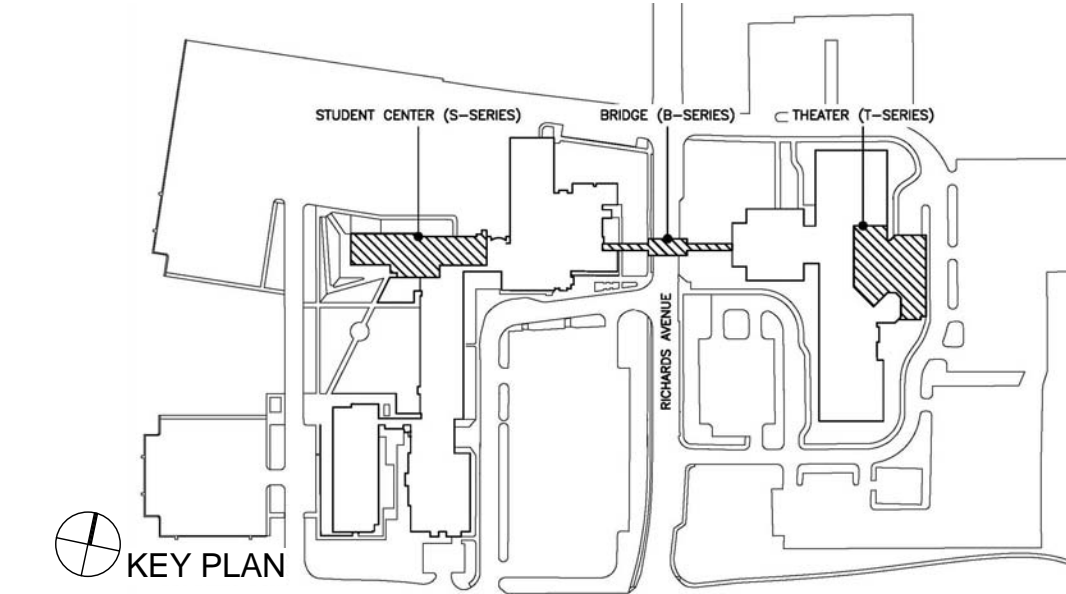 STUDENT CENTER (S-SERIES)
BRIDGE (B-SERIES)
THEATER (T-SERIES)
RICHARDS AVENUE
KEY PLAN